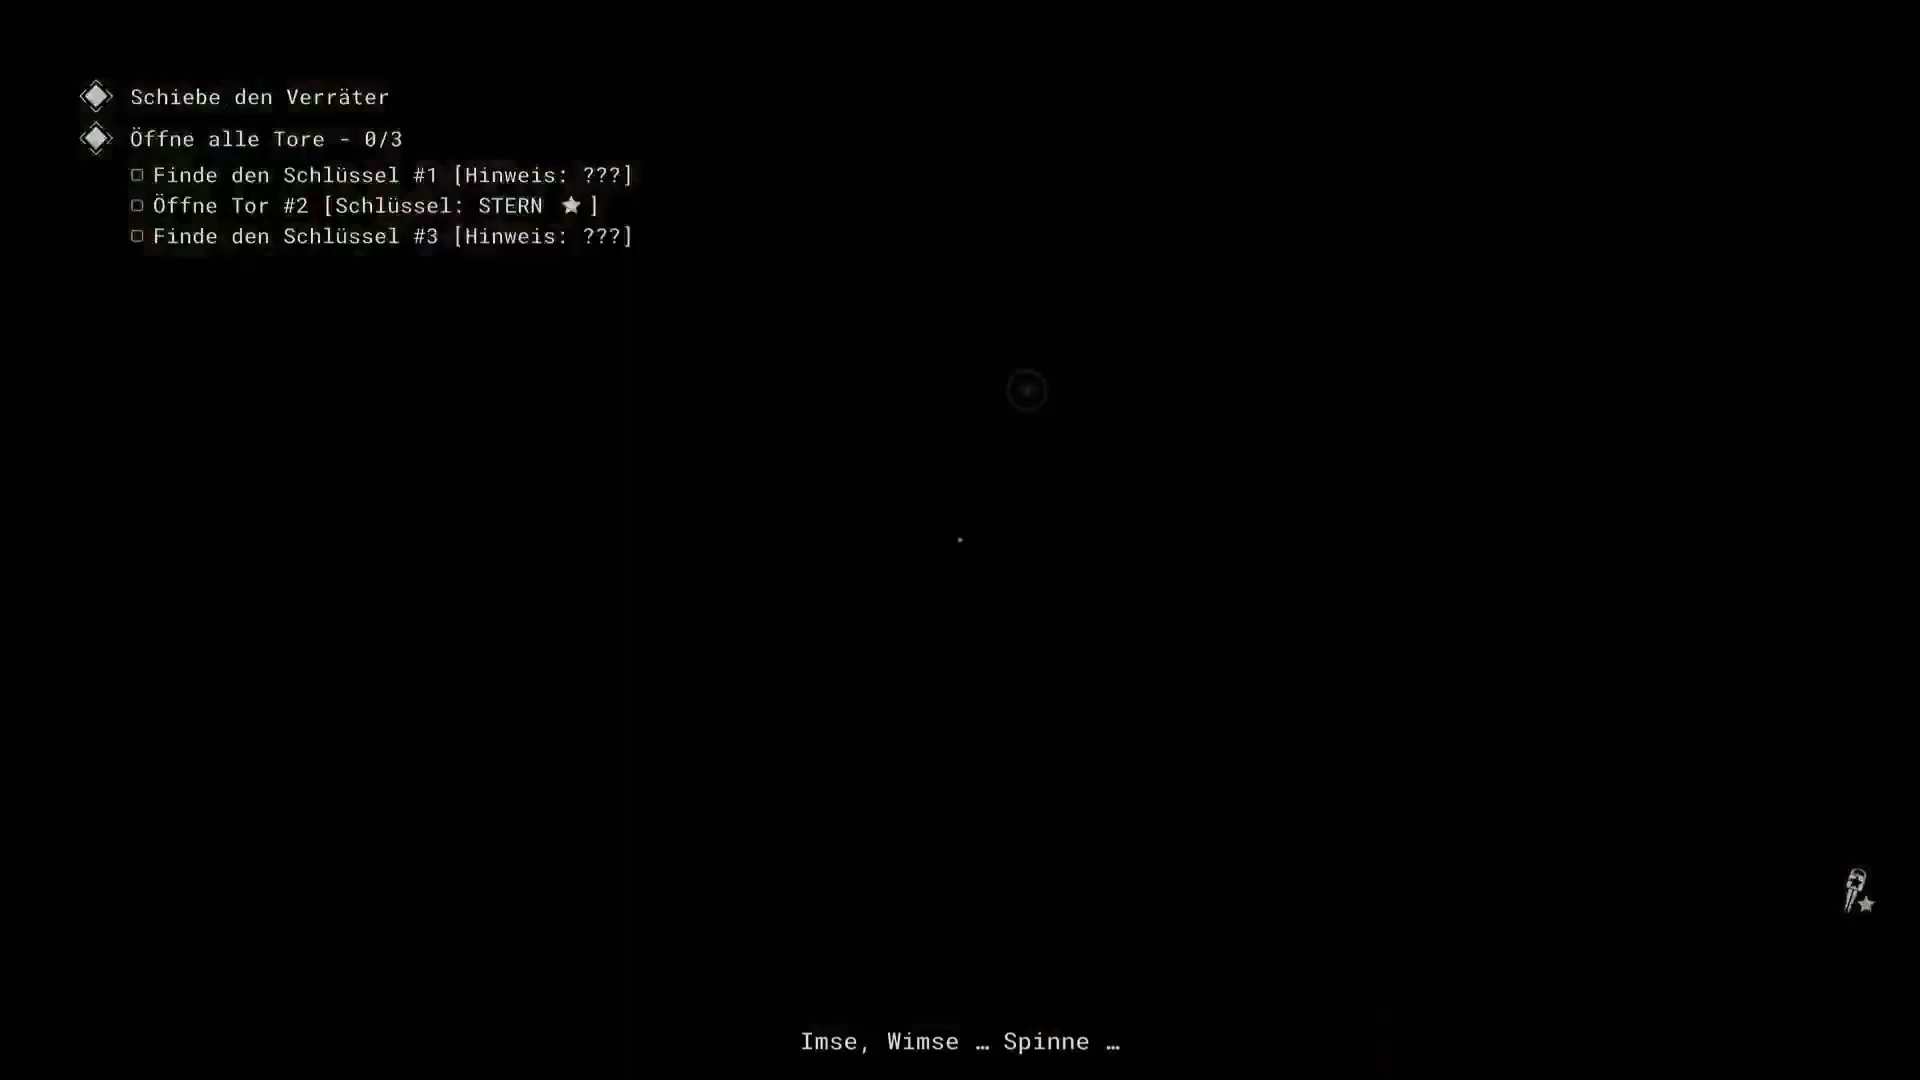 Schiebe den Verräter
Öffne alle Tore - 0/3
Finde den Schlüssel #1 [Hinweis: ???]
Öffne Tor #2 [Schlüssel: STERN ★ ]
Finde den Schlüssel #3 [Hinweis: ???]
Imse, Wimse … Spinne …